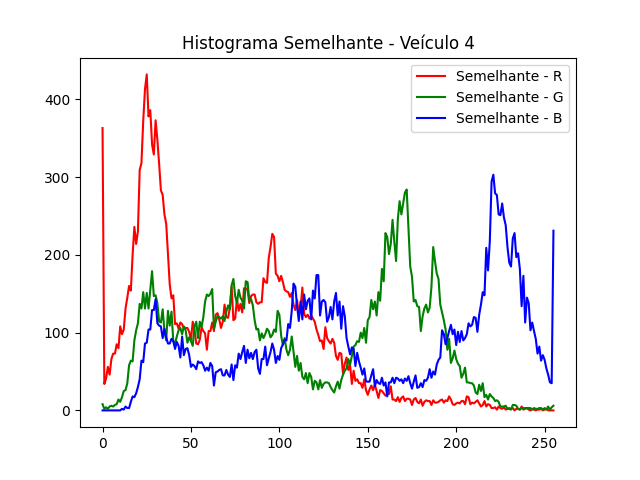 Histograma Semelhante - Veículo 4
Semelhante - R
Semelhante - G
Semelhante - B
400
300
200
100
0
0 50 100 150 200 250